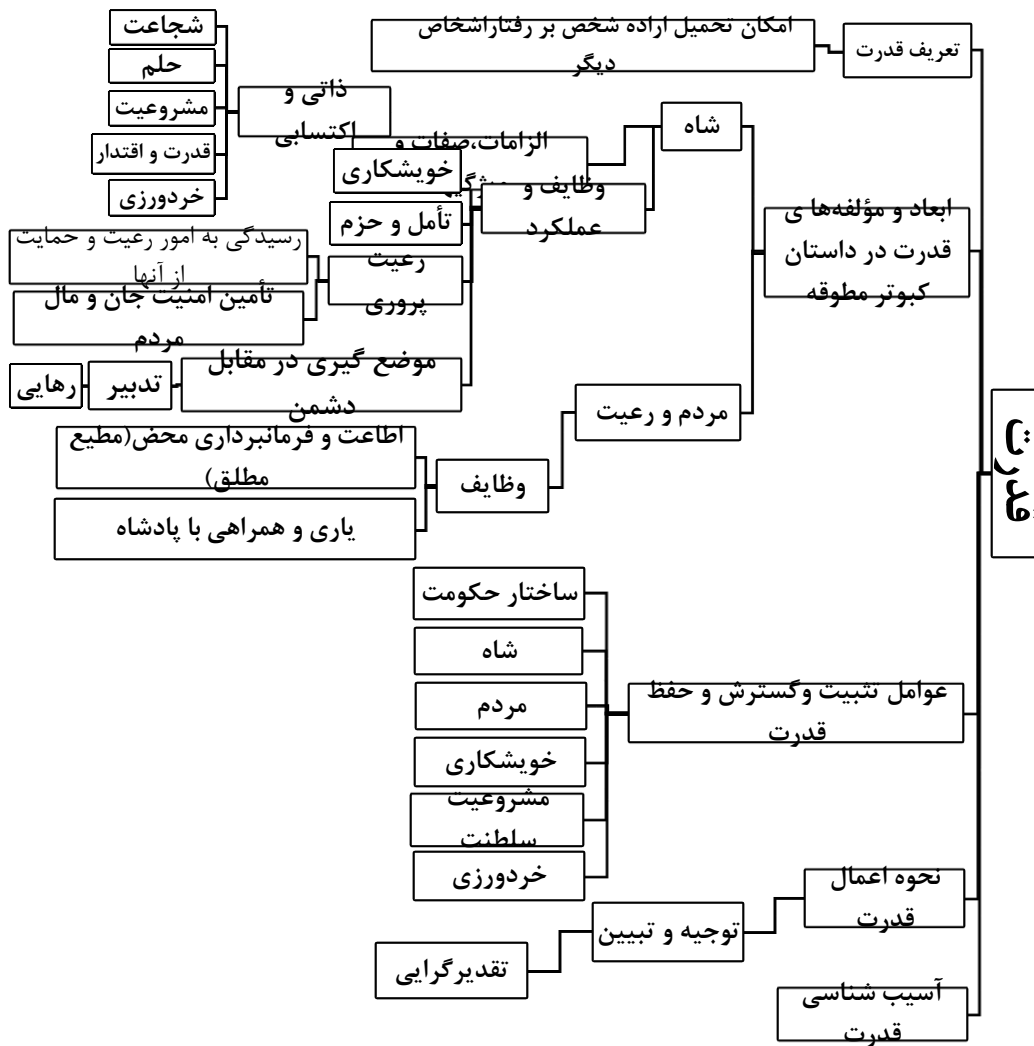 قدرت
تعریف قدرت
امکان تحمیل اراده شخص بر رفتاراشخاص
دیگر
ابعاد و مؤلفه‌ها ی
قدرت در داستان
کبوتر مطوقه
شاه
الزامات،صفات و
ذاتی و
اکتسابی
شجاعت
حلم
مشروعیت
قدرت و اقتدار
خردورزی
وظایف و
عملکرد
خویشکاری
تأمل و حزم
رعیت
پروری
رسیدگی به امور رعیت و حمایت
از آنها
تأمین امنیت جان و مال
مردم
موضع گیری در مقابل
دشمن
تدبیر
رهایی
مردم و رعیت
وظایف
اطاعت و فرمانبرداری محض(مطیع
مطلق)
یاری و همراهی با پادشاه
عوامل تثبیت وگسترش و حفظ
قدرت
ساختار حکومت
شاه
مردم
خویشکاری
مشروعیت
سلطنت
خردورزی
نحوه اعمال
قدرت
توجیه و تبیین
تقدیرگرایی
آسیب شناسی
قدرت